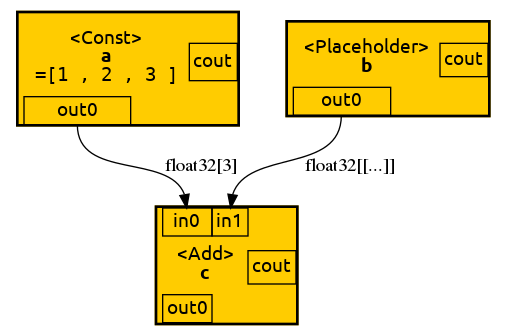 <Const>
a
=[1 , 2 , 3 ]
cout
out0
<Placeholder>
b
cout
out0
float32[3]
float32[[...]]
in0
in1
<Add>
c
cout
out0